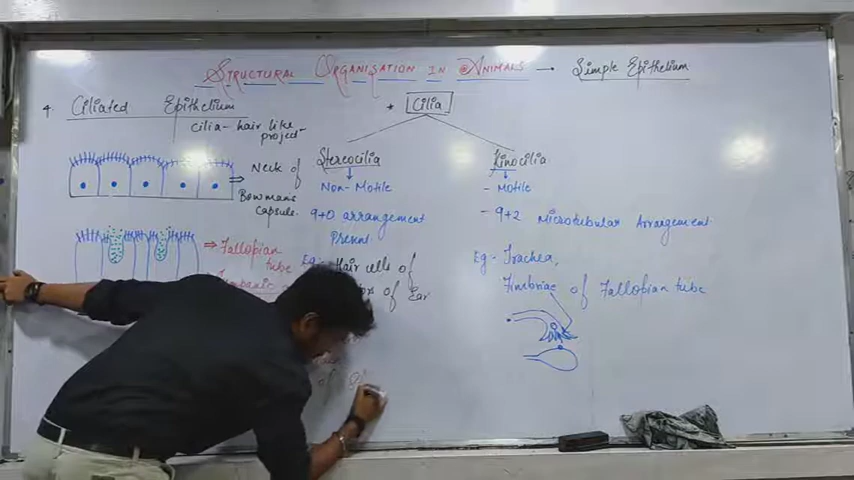 STRUCTURAL ORGANISATION IN ANIMALS → Simple Epithelium
* Ciliated Epithelium
cilia - hair like project-
⇒ Neck of Bowmans Capsule.
⇒ Fallopian tube
* Cilia
Stereocilia
Non-Motile
9+0 arrangement
Present
Eg- Hair cells of
of Ear
Kinocilia
- Motile
- 9+2 Microtubular Arrangement
Eg- Trachea,
Fimbriae of Fallopian tube